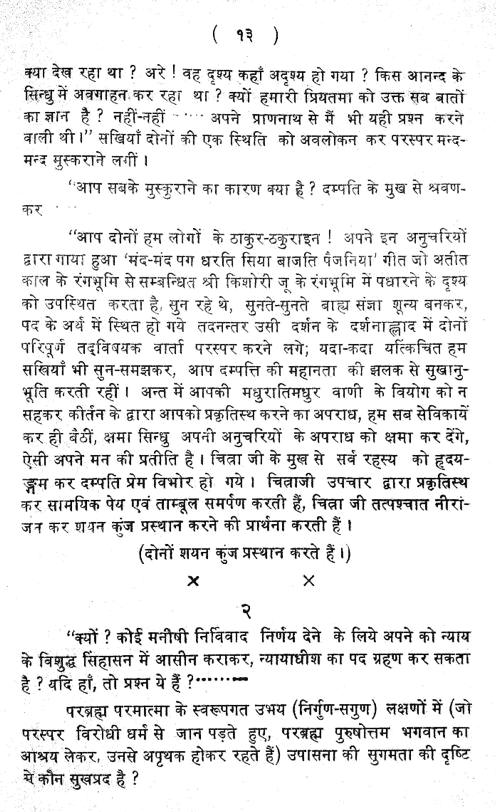 ( १३ )
क्या देख रहा था ? अरे ! वह दृश्य कहाँ अदृश्य हो गया ? किस आनन्द के
सिन्धु में अवगाहन कर रहा था ? क्यों हमारी प्रियतमा को उक्त सब बातों
का ज्ञान है ? नहीं-नहीं ····· अपने प्राणनाथ से मैं भी यही प्रश्न करने
वाली थी।" सखियाँ दोनों की एक स्थिति को अवलोकन कर परस्पर मन्द-
मन्द मुस्कराने लगीं ।
"आप सबके मुस्कुराने का कारण क्या है ? दम्पति के मुख से श्रवण-
कर ····
"आप दोनों हम लोगों के ठाकुर-ठकुराइन ! अपने इन अनुचरियों
द्वारा गाया हुआ 'मंद-मंद पग धरति सिया बाजति पैंजनिया' गीत जो अतीत
काल के रंगभूमि से सम्बन्धित श्री किशोरी जू के रंगभूमि में पधारने के दृश्य
को उपस्थित करता है, सुन रहे थे, सुनते-सुनते बाह्य संज्ञा शून्य बनकर,
पद के अर्थ में स्थित हो गये तदनन्तर उसी दर्शन के दर्शनाह्लाद में दोनों
परिपूर्ण तद्विषयक वार्ता परस्पर करने लगे; यदा-कदा यत्किंचित हम
सखियाँ भी सुन-समझकर, आप दम्पत्ति की महानता की झलक से सुखानु-
भूति करती रहीं । अन्त में आपकी मधुरातिमधुर वाणी के वियोग को न
सहकर कीर्तन के द्वारा आपको प्रकृतिस्थ करने का अपराध, हम सब सेविकायें
कर ही बैठीं, क्षमा सिन्धु अपनी अनुचरियों के अपराध को क्षमा कर देंगे,
ऐसी अपने मन की प्रतीति है । चित्रा जी के मुख से सर्व रहस्य को हृदय-
ङ्गम कर दम्पति प्रेम विभोर हो गये । चित्राजी उपचार द्वारा प्रकृतिस्थ
कर सामयिक पेय एवं ताम्बूल समर्पण करती हैं, चित्रा जी तत्पश्चात नीरां-
जन कर शयन कुंज प्रस्थान करने की प्रार्थना करती हैं ।
(दोनों शयन कुंज प्रस्थान करते हैं ।)
× ×
२
"क्यों ? कोई मनीषी निर्विवाद निर्णय देने के लिये अपने को न्याय
के विशुद्ध सिंहासन में आसीन कराकर, न्यायाधीश का पद ग्रहण कर सकता
है ? यदि हाँ, तो प्रश्न ये हैं ?·········
परब्रह्म परमात्मा के स्वरूपगत उभय (निर्गुण-सगुण) लक्षणों में (जो
परस्पर विरोधी धर्म से जान पड़ते हुए, परब्रह्म पुरुषोत्तम भगवान का
आश्रय लेकर, उनसे अपृथक होकर रहते हैं) उपासना की सुगमता की दृष्टि
ये कौन सुखप्रद है ?